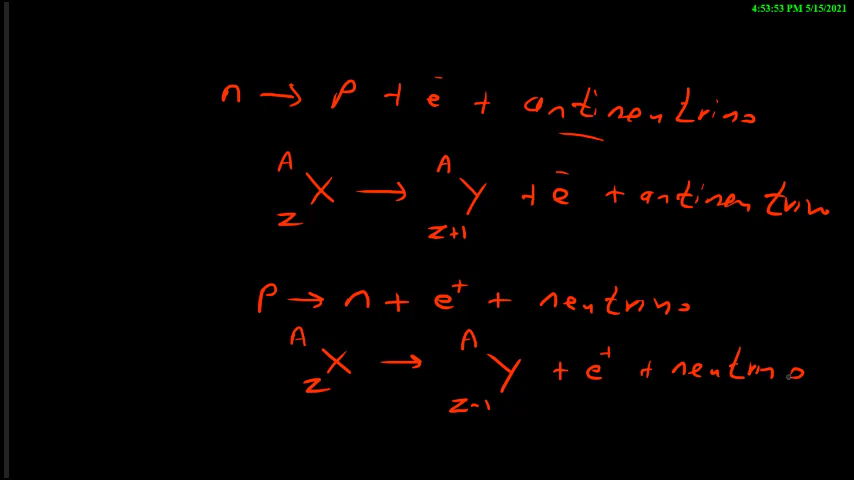 4:53:53 PM 5/15/2021
n → p + e⁻ + antineutrino
ᴬ_Z X → ᴬ_Z+1 Y + e⁻ + antineutrino
p → n + e⁺ + neutrino
ᴬ_Z X → ᴬ_Z-1 Y + e⁺ + neutrino